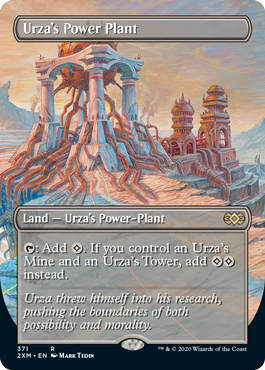 Urza's Power Plant
Land — Urza's Power-Plant
: Add ◇. If you control an Urza's
Mine and an Urza's Tower, add ◇◇
instead.
Urza threw himself into his research,
pushing the boundaries of both
possibility and morality.
371 R
2XM • EN Mark Tedin
™ & © 2020 Wizards of the Coast